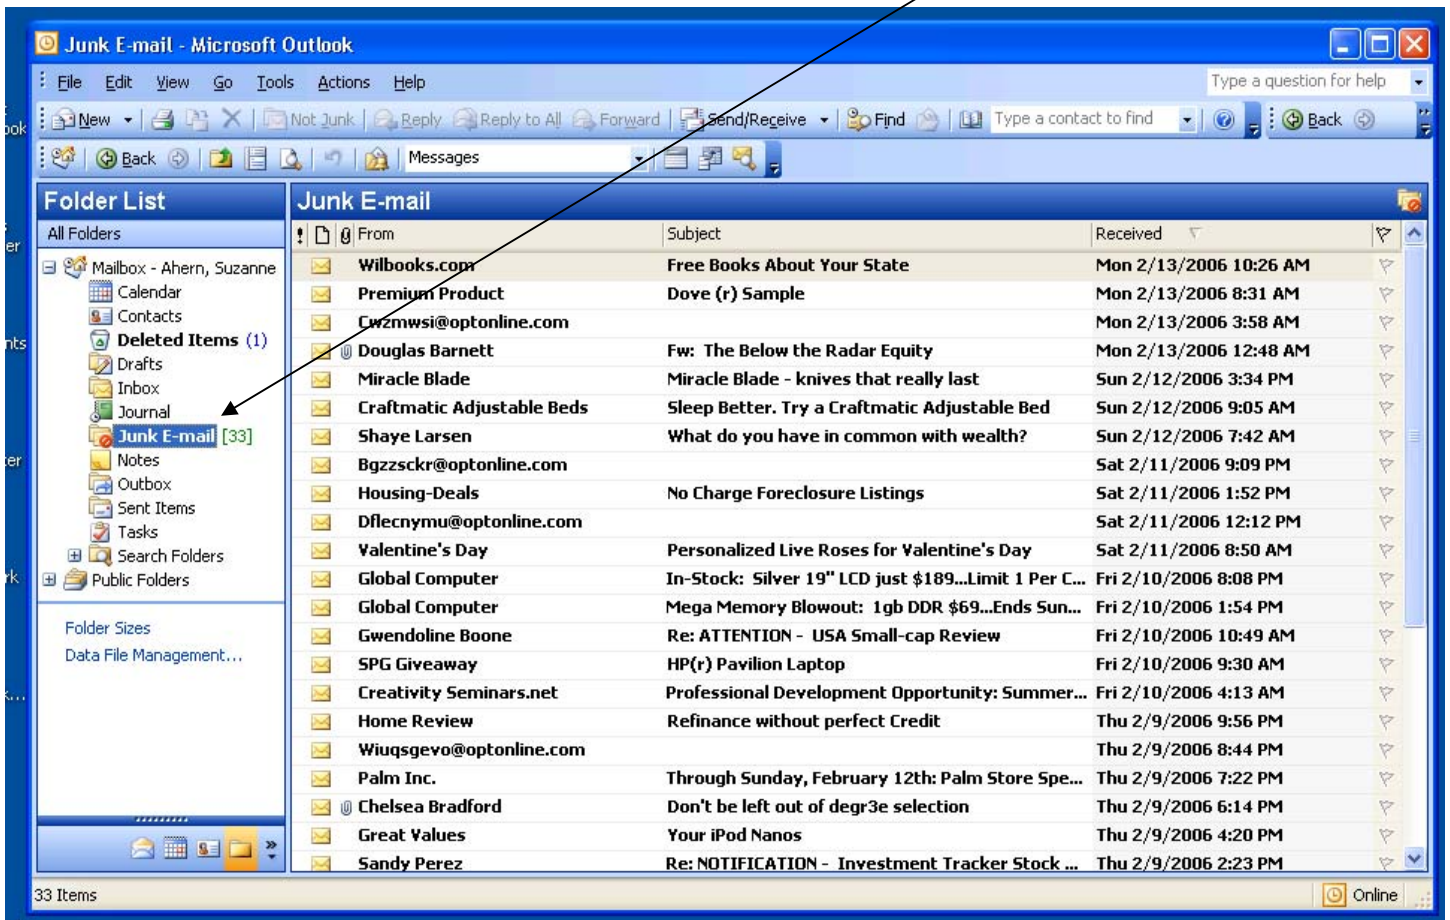 Junk E-mail - Microsoft Outlook
File Edit View Go Tools Actions Help Type a question for help
New Not Junk Reply Reply to All Forward Send/Receive Find Type a contact to find Back
Back Messages
Folder List
All Folders
Mailbox - Ahern, Suzanne
Calendar
Contacts
Deleted Items (1)
Drafts
Inbox
Journal
Junk E-mail [33]
Notes
Outbox
Sent Items
Tasks
Search Folders
Public Folders
Folder Sizes
Data File Management...
Junk E-mail
From Subject Received
Wilbooks.com Free Books About Your State Mon 2/13/2006 10:26 AM
Premium Product Dove (r) Sample Mon 2/13/2006 8:31 AM
Cwzmwsi@optonline.com Mon 2/13/2006 3:58 AM
Douglas Barnett Fw: The Below the Radar Equity Mon 2/13/2006 12:48 AM
Miracle Blade Miracle Blade - knives that really last Sun 2/12/2006 3:34 PM
Craftmatic Adjustable Beds Sleep Better. Try a Craftmatic Adjustable Bed Sun 2/12/2006 9:05 AM
Shaye Larsen What do you have in common with wealth? Sun 2/12/2006 7:42 AM
Bgzzsckr@optonline.com Sat 2/11/2006 9:09 PM
Housing-Deals No Charge Foreclosure Listings Sat 2/11/2006 1:52 PM
Dflecnymu@optonline.com Sat 2/11/2006 12:12 PM
Valentine's Day Personalized Live Roses for Valentine's Day Sat 2/11/2006 8:50 AM
Global Computer In-Stock: Silver 19" LCD just $189...Limit 1 Per C... Fri 2/10/2006 8:08 PM
Global Computer Mega Memory Blowout: 1gb DDR $69...Ends Sun... Fri 2/10/2006 1:54 PM
Gwendoline Boone Re: ATTENTION - USA Small-cap Review Fri 2/10/2006 10:49 AM
SPG Giveaway HP(r) Pavilion Laptop Fri 2/10/2006 9:30 AM
Creativity Seminars.net Professional Development Opportunity: Summer... Fri 2/10/2006 4:13 AM
Home Review Refinance without perfect Credit Thu 2/9/2006 9:56 PM
Wiuqsgevo@optonline.com Thu 2/9/2006 8:44 PM
Palm Inc. Through Sunday, February 12th: Palm Store Spe... Thu 2/9/2006 7:22 PM
Chelsea Bradford Don't be left out of degr3e selection Thu 2/9/2006 6:14 PM
Great Values Your iPod Nanos Thu 2/9/2006 4:20 PM
Sandy Perez Re: NOTIFICATION - Investment Tracker Stock ... Thu 2/9/2006 2:23 PM
33 Items Online